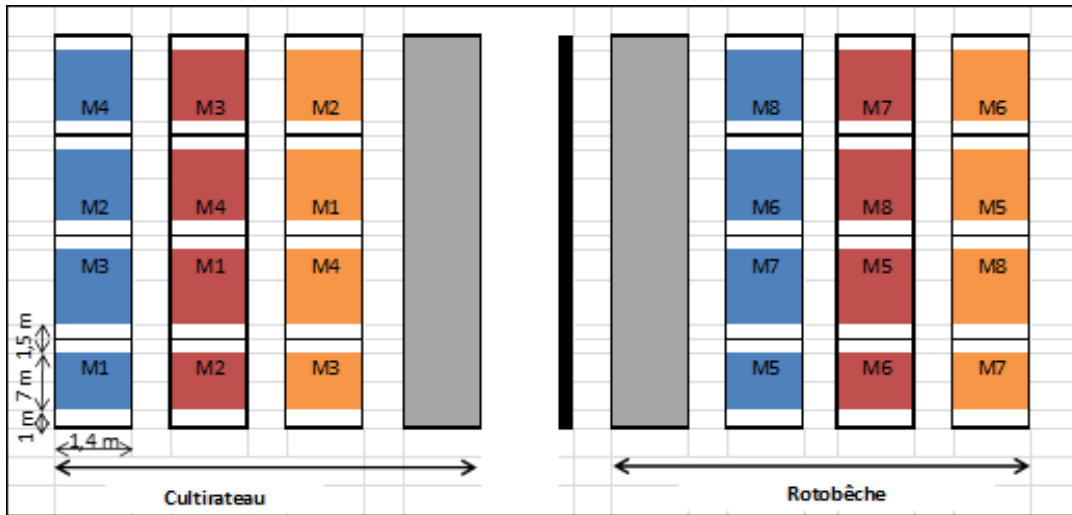 M4 M3 M2 M8 M7 M6
M2 M4 M1 M6 M8 M5
M3 M1 M4 M7 M5 M8
1,5 m
M1 M2 M3 M5 M6 M7
7 m
1 m
1,4 m
Cultirateau
Rotobêche